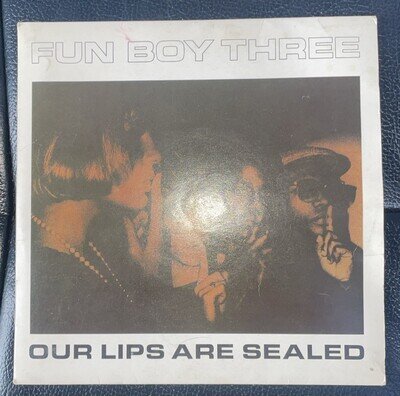 FUN BOY THREE
OUR LIPS ARE SEALED